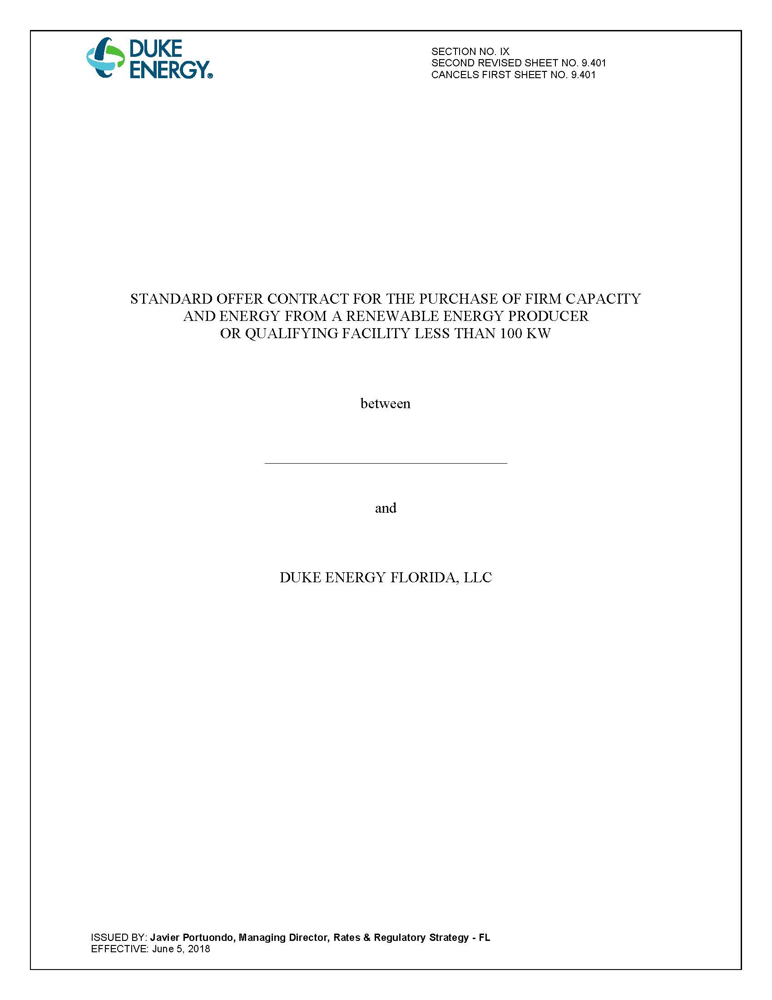 DUKE
ENERGY®
SECTION NO. IX
SECOND REVISED SHEET NO. 9.401
CANCELS FIRST SHEET NO. 9.401
STANDARD OFFER CONTRACT FOR THE PURCHASE OF FIRM CAPACITY
AND ENERGY FROM A RENEWABLE ENERGY PRODUCER
OR QUALIFYING FACILITY LESS THAN 100 KW
between
and
DUKE ENERGY FLORIDA, LLC
ISSUED BY: Javier Portuondo, Managing Director, Rates & Regulatory Strategy - FL
EFFECTIVE: June 5, 2018